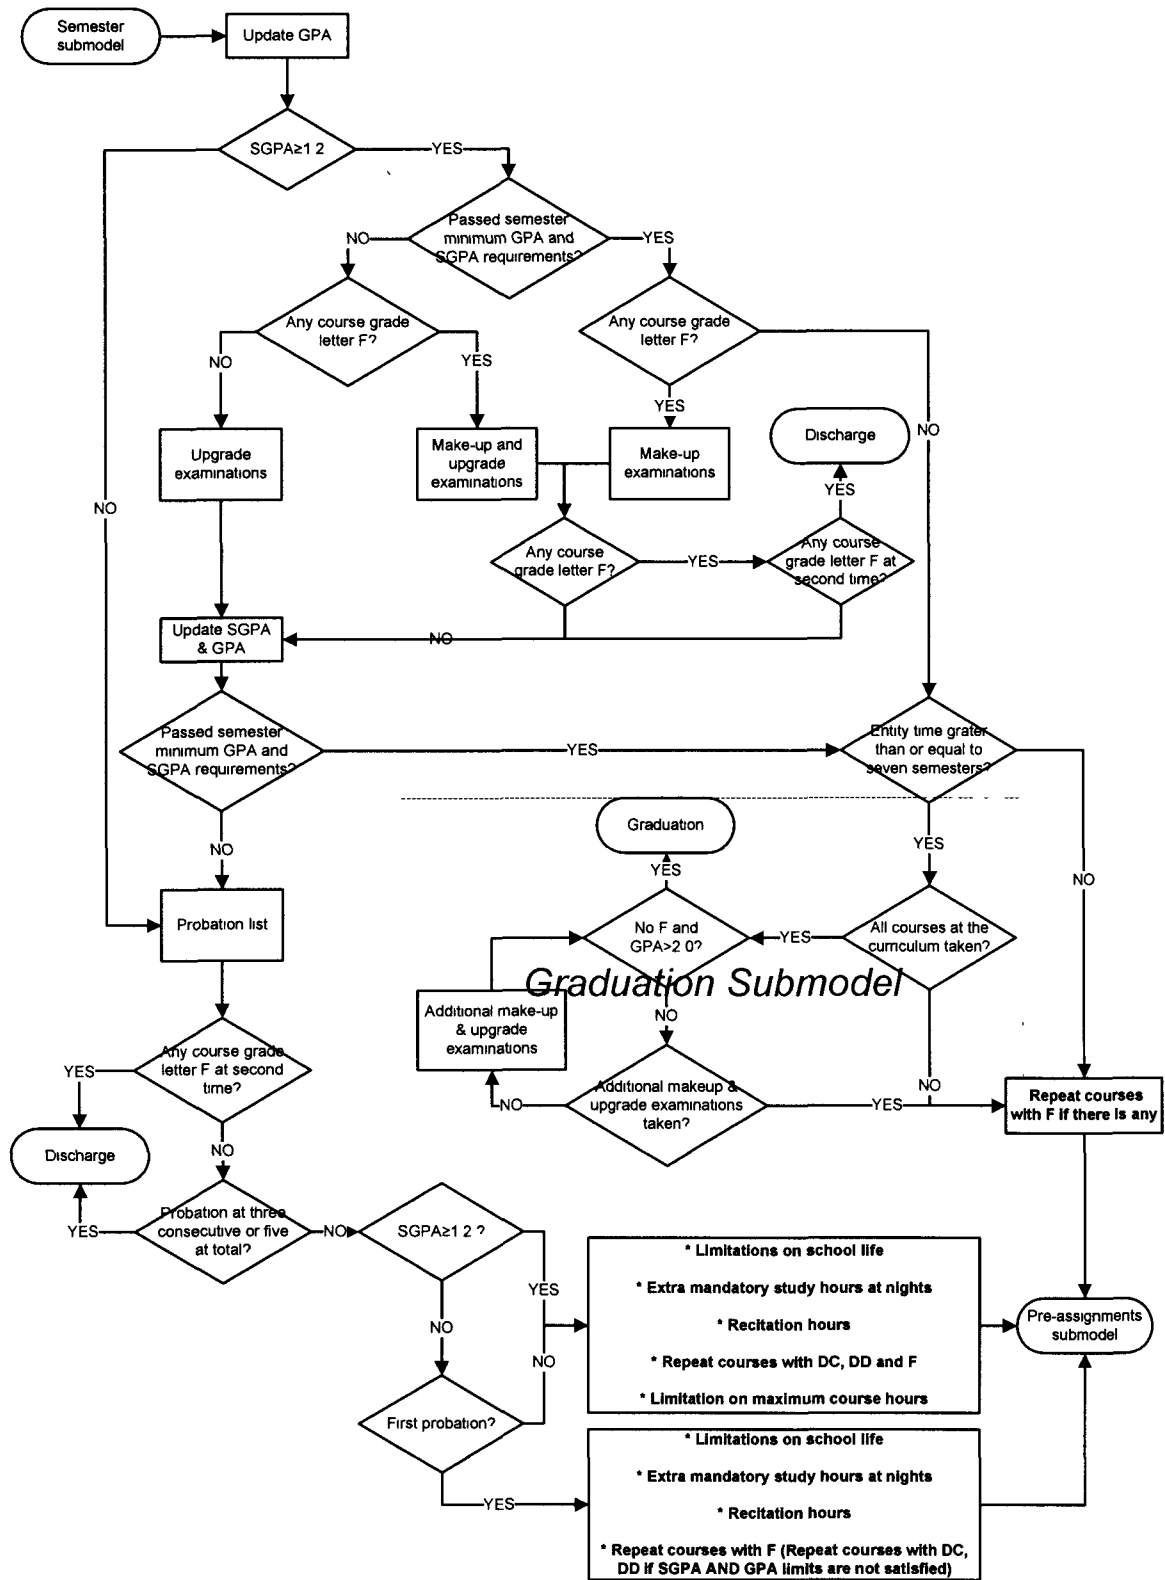 Semester
submodel
Update GPA
SGPA≥1 2
YES
NO
Passed semester
minimum GPA and
SGPA requirements?
NO
YES
Any course grade
letter F?
Any course grade
letter F?
NO
YES
YES
NO
Upgrade
examinations
Make-up and
upgrade
examinations
Make-up
examinations
Discharge
YES
Any course
grade letter F?
YES
Any course
grade letter F at
second time?
Update SGPA
& GPA
NO
Passed semester
minimum GPA and
SGPA requirements?
YES
Entity time grater
than or equal to
seven semesters?
NO
YES
NO
Graduation
YES
Probation list
No F and
GPA>2 0?
YES
All courses at the
curriculum taken?
Graduation Submodel
NO
NO
Additional make-up
& upgrade
examinations
NO
Additional makeup &
upgrade examinations
taken?
YES
Repeat courses
with F if there is any
Any course grade
letter F at second
time?
YES
NO
Discharge
YES
Probation at three
consecutive or five
at total?
NO
SGPA≥1 2 ?
YES
NO
NO
First probation?
YES
* Limitations on school life
* Extra mandatory study hours at nights
* Recitation hours
* Repeat courses with DC, DD and F
* Limitation on maximum course hours
Pre-assignments
submodel
* Limitations on school life
* Extra mandatory study hours at nights
* Recitation hours
* Repeat courses with F (Repeat courses with DC,
DD if SGPA AND GPA limits are not satisfied)